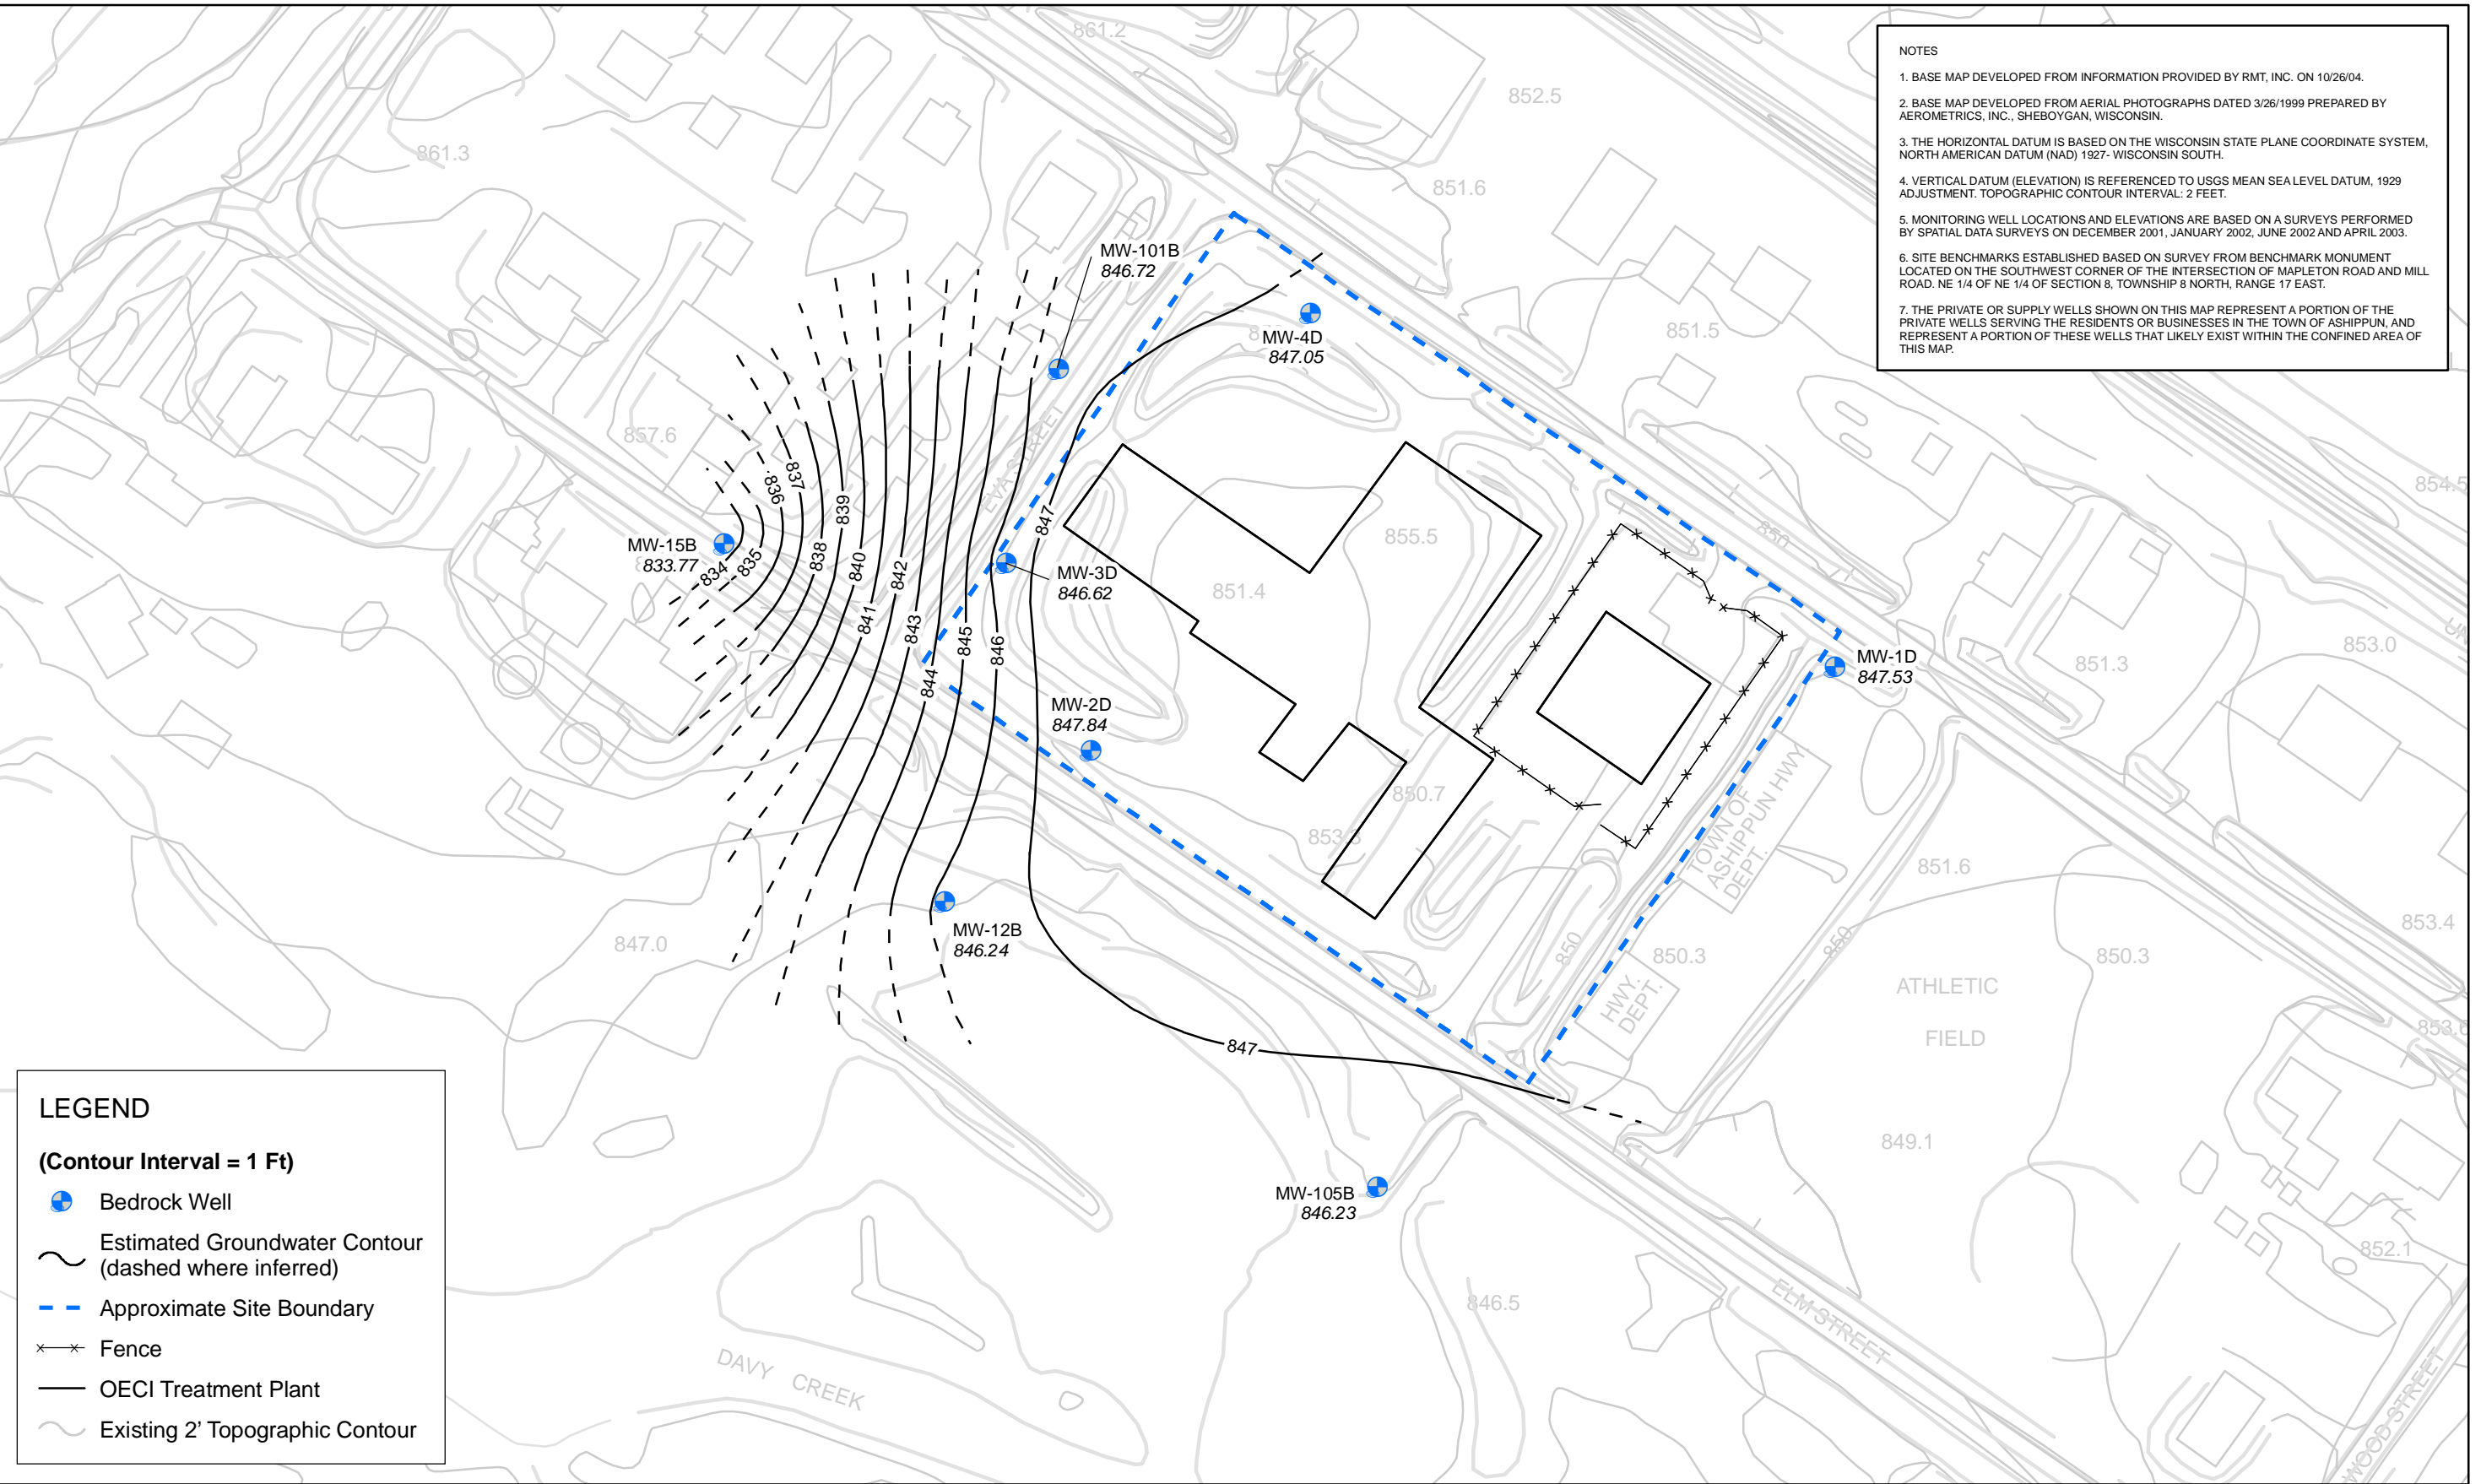 861.2
852.5
861.3
851.6
857.6
851.5
854.5
855.5
851.4
850
853.0
851.3
850.7
851.6
853.4
847.0
850
850.3
850
850.3
853.6
849.1
846.5
852.1
NOTES
1. BASE MAP DEVELOPED FROM INFORMATION PROVIDED BY RMT, INC. ON 10/26/04.
2. BASE MAP DEVELOPED FROM AERIAL PHOTOGRAPHS DATED 3/26/1999 PREPARED BY
AEROMETRICS, INC., SHEBOYGAN, WISCONSIN.
3. THE HORIZONTAL DATUM IS BASED ON THE WISCONSIN STATE PLANE COORDINATE SYSTEM,
NORTH AMERICAN DATUM (NAD) 1927- WISCONSIN SOUTH.
4. VERTICAL DATUM (ELEVATION) IS REFERENCED TO USGS MEAN SEA LEVEL DATUM, 1929
ADJUSTMENT. TOPOGRAPHIC CONTOUR INTERVAL: 2 FEET.
5. MONITORING WELL LOCATIONS AND ELEVATIONS ARE BASED ON A SURVEYS PERFORMED
BY SPATIAL DATA SURVEYS ON DECEMBER 2001, JANUARY 2002, JUNE 2002 AND APRIL 2003.
6. SITE BENCHMARKS ESTABLISHED BASED ON SURVEY FROM BENCHMARK MONUMENT
LOCATED ON THE SOUTHWEST CORNER OF THE INTERSECTION OF MAPLETON ROAD AND MILL
ROAD. NE 1/4 OF NE 1/4 OF SECTION 8, TOWNSHIP 8 NORTH, RANGE 17 EAST.
7. THE PRIVATE OR SUPPLY WELLS SHOWN ON THIS MAP REPRESENT A PORTION OF THE
PRIVATE WELLS SERVING THE RESIDENTS OR BUSINESSES IN THE TOWN OF ASHIPPUN, AND
REPRESENT A PORTION OF THESE WELLS THAT LIKELY EXIST WITHIN THE CONFINED AREA OF
THIS MAP.
MW-101B
846.72
MW-4D
847.05
MW-15B
833.77
MW-3D
846.62
MW-1D
847.53
MW-2D
847.84
MW-12B
846.24
MW-105B
846.23
834
835
836
837
838
839
840
841
842
843
844
845
846
847
847
TOWN OF
ASHIPPUN HWY.
DEPT.
HWY.
DEPT.
ATHLETIC
FIELD
ELM STREET
WOOD STREET
DAVY CREEK
LEGEND
(Contour Interval = 1 Ft)
Bedrock Well
Estimated Groundwater Contour
(dashed where inferred)
Approximate Site Boundary
Fence
OECI Treatment Plant
Existing 2' Topographic Contour